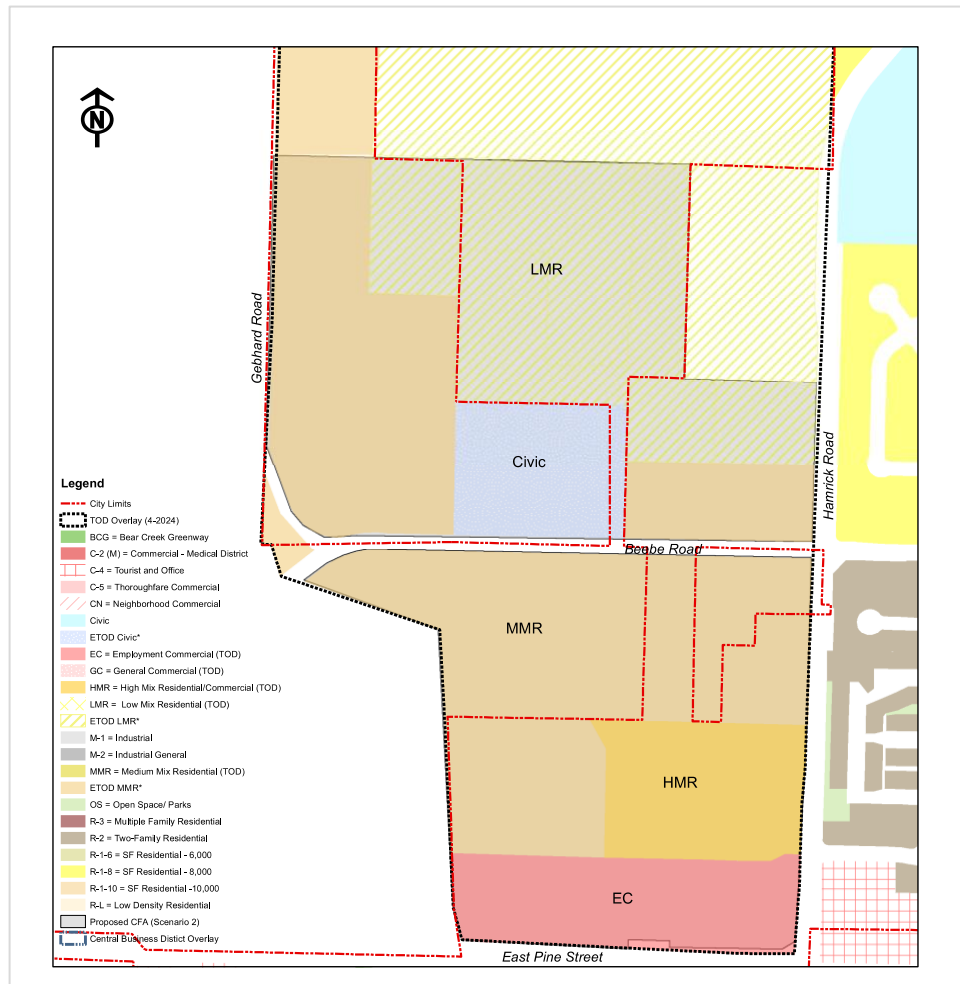 N
LMR
Gebhard Road
Hamrick Road
Civic
Beebe Road
MMR
HMR
EC
East Pine Street
Legend
City Limits
TOD Overlay (4-2024)
BCG = Bear Creek Greenway
C-2 (M) = Commercial - Medical District
C-4 = Tourist and Office
C-5 = Thoroughfare Commercial
CN = Neighborhood Commercial
Civic
ETOD Civic*
EC = Employment Commercial (TOD)
GC = General Commercial (TOD)
HMR = High Mix Residential/Commercial (TOD)
LMR = Low Mix Residential (TOD)
ETOD LMR*
M-1 = Industrial
M-2 = Industrial General
MMR = Medium Mix Residential (TOD)
ETOD MMR*
OS = Open Space/ Parks
R-3 = Multiple Family Residential
R-2 = Two-Family Residential
R-1-6 = SF Residential - 6,000
R-1-8 = SF Residential - 8,000
R-1-10 = SF Residential -10,000
R-L = Low Density Residential
Proposed CFA (Scenario 2)
Central Business Distict Overlay